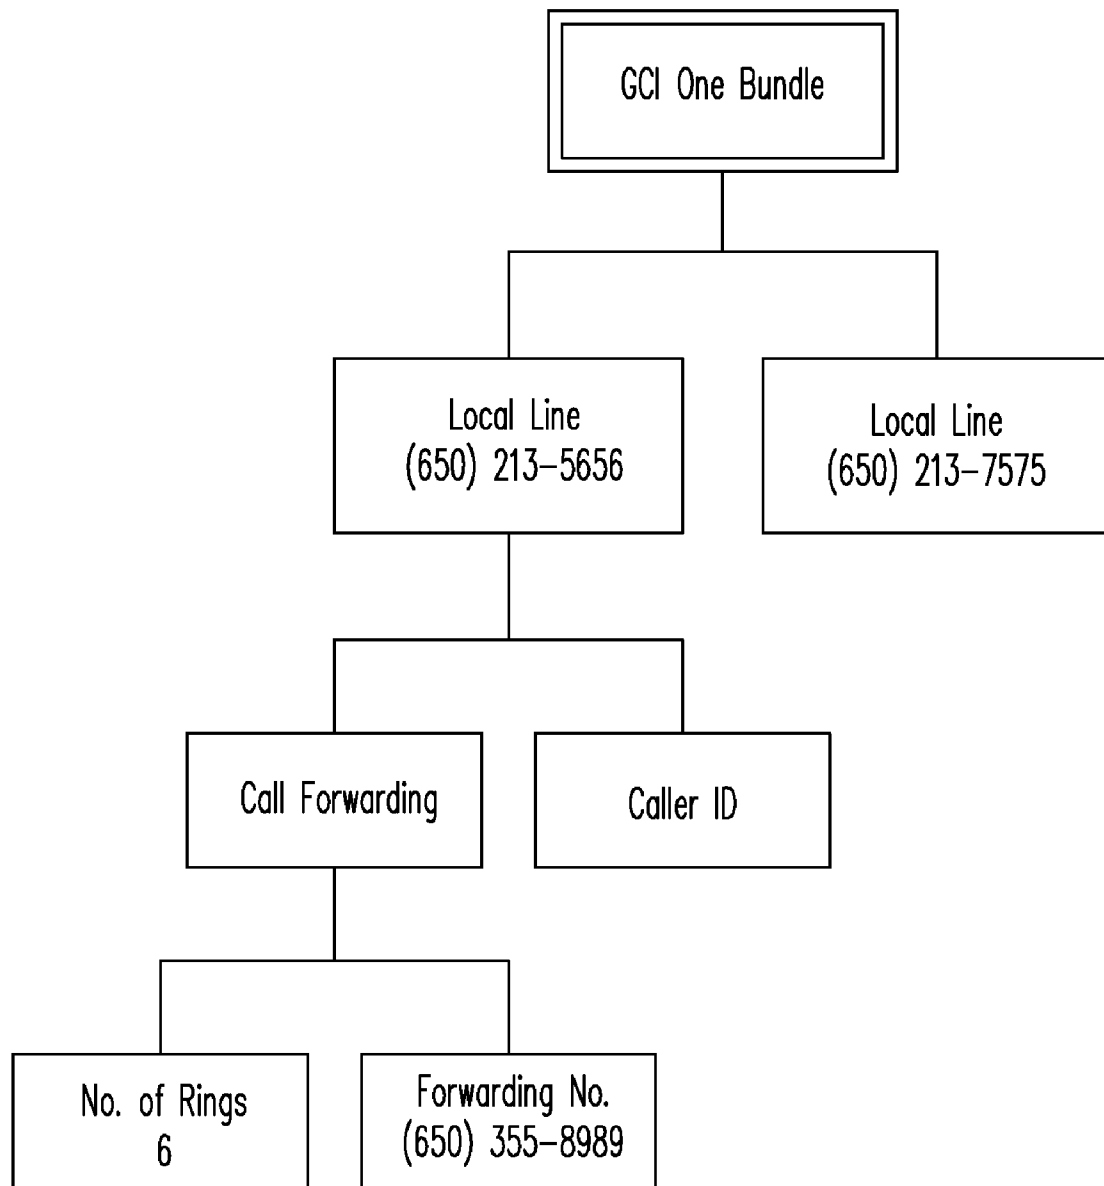 GCI One Bundle
Local Line
(650) 213-5656
Local Line
(650) 213-7575
Call Forwarding
Caller ID
No. of Rings
6
Forwarding No.
(650) 355-8989